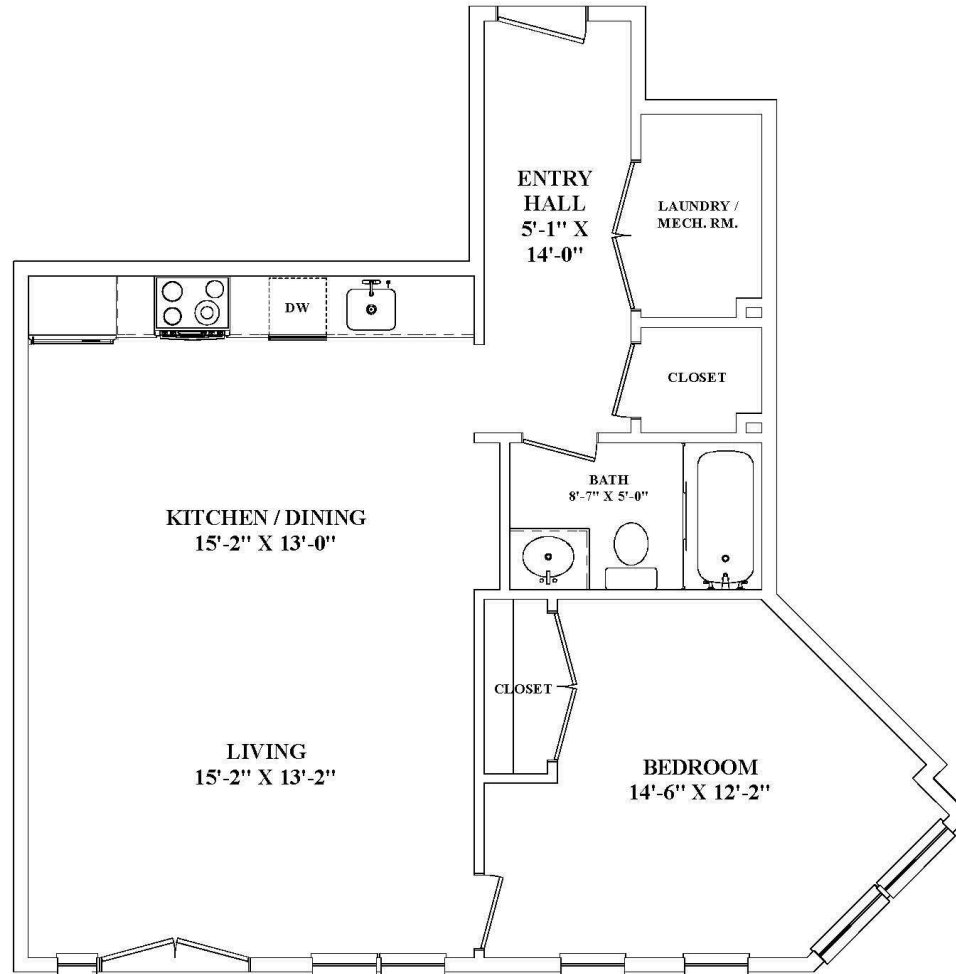 ENTRY
HALL
5'-1" X
14'-0"
LAUNDRY /
MECH. RM.
DW
CLOSET
BATH
8'-7" X 5'-0"
KITCHEN / DINING
15'-2" X 13'-0"
CLOSET
LIVING
15'-2" X 13'-2"
BEDROOM
14'-6" X 12'-2"